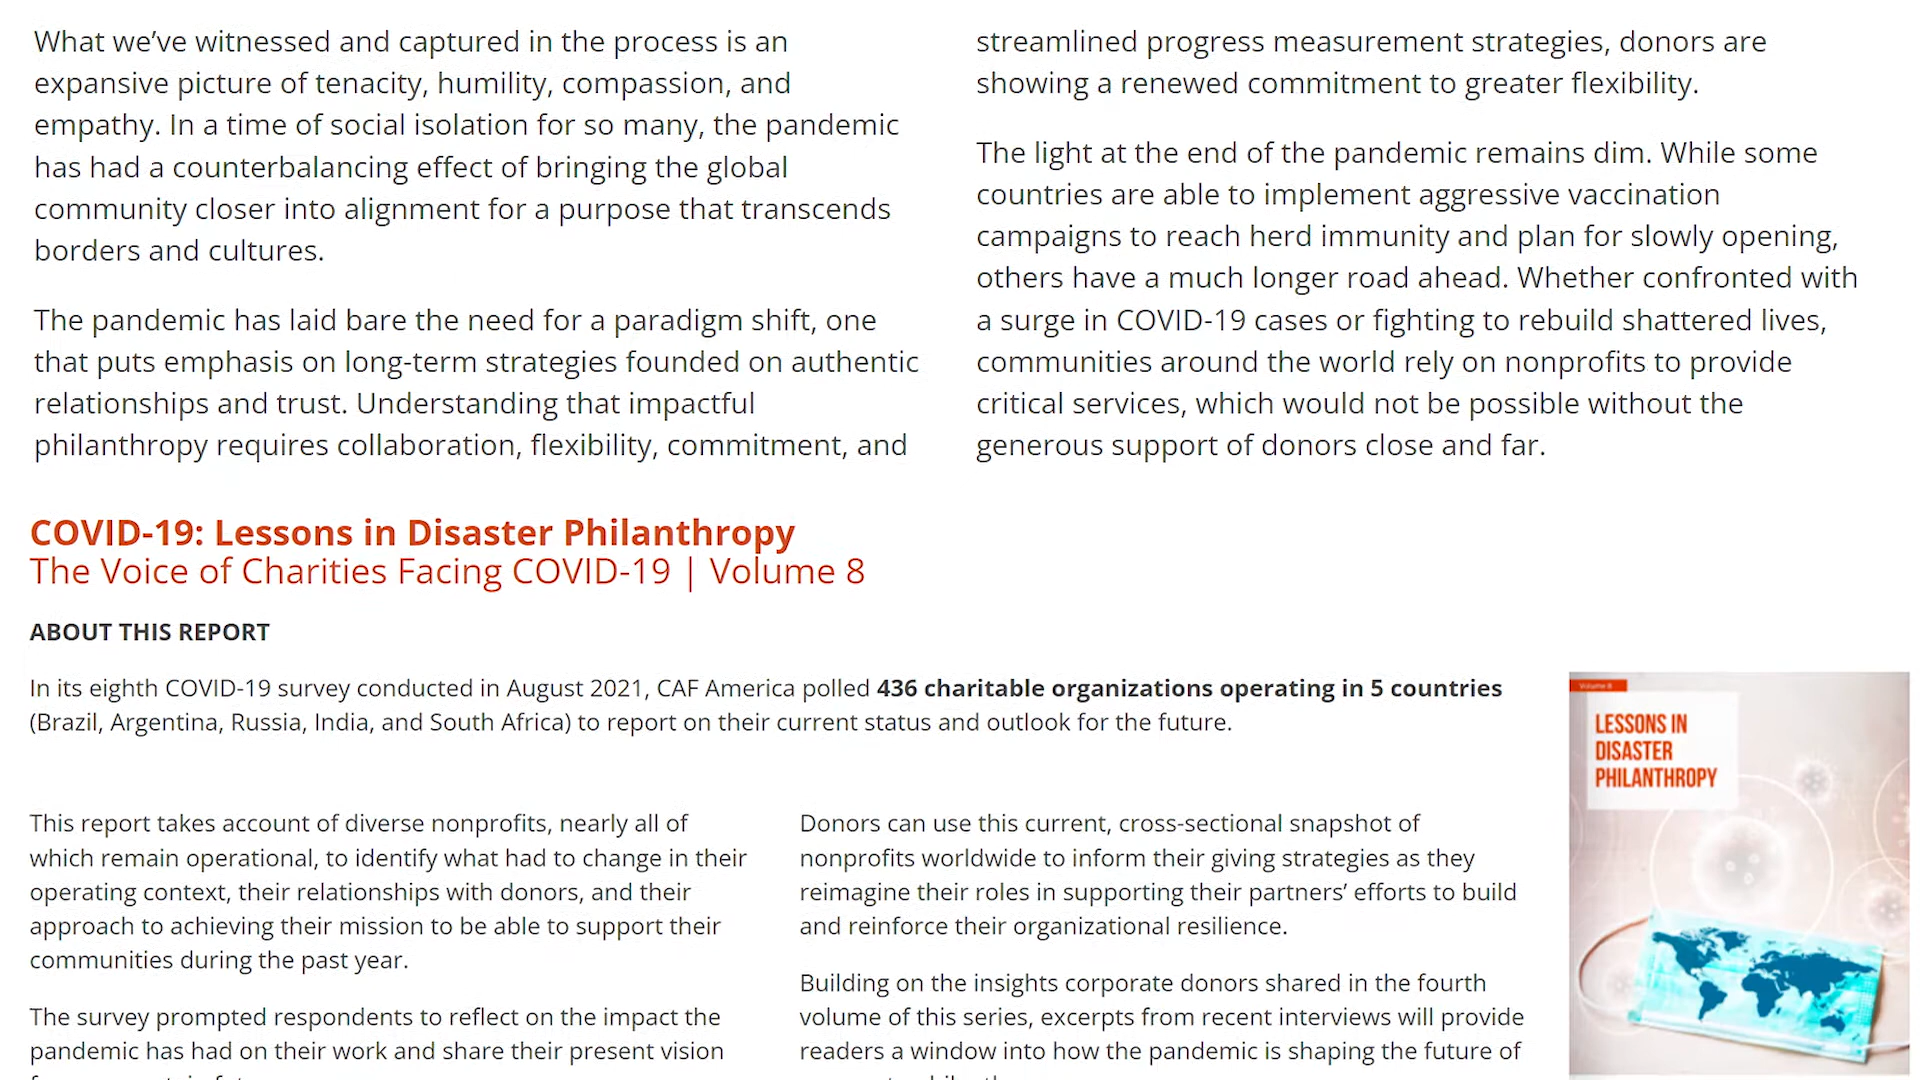 What we’ve witnessed and captured in the process is an
expansive picture of tenacity, humility, compassion, and
empathy. In a time of social isolation for so many, the pandemic
has had a counterbalancing effect of bringing the global
community closer into alignment for a purpose that transcends
borders and cultures.
The pandemic has laid bare the need for a paradigm shift, one
that puts emphasis on long-term strategies founded on authentic
relationships and trust. Understanding that impactful
philanthropy requires collaboration, flexibility, commitment, and
streamlined progress measurement strategies, donors are
showing a renewed commitment to greater flexibility.
The light at the end of the pandemic remains dim. While some
countries are able to implement aggressive vaccination
campaigns to reach herd immunity and plan for slowly opening,
others have a much longer road ahead. Whether confronted with
a surge in COVID-19 cases or fighting to rebuild shattered lives,
communities around the world rely on nonprofits to provide
critical services, which would not be possible without the
generous support of donors close and far.
COVID-19: Lessons in Disaster Philanthropy
The Voice of Charities Facing COVID-19 | Volume 8
ABOUT THIS REPORT
In its eighth COVID-19 survey conducted in August 2021, CAF America polled 436 charitable organizations operating in 5 countries
(Brazil, Argentina, Russia, India, and South Africa) to report on their current status and outlook for the future.
This report takes account of diverse nonprofits, nearly all of
which remain operational, to identify what had to change in their
operating context, their relationships with donors, and their
approach to achieving their mission to be able to support their
communities during the past year.
The survey prompted respondents to reflect on the impact the
pandemic has had on their work and share their present vision
Donors can use this current, cross-sectional snapshot of
nonprofits worldwide to inform their giving strategies as they
reimagine their roles in supporting their partners’ efforts to build
and reinforce their organizational resilience.
Building on the insights corporate donors shared in the fourth
volume of this series, excerpts from recent interviews will provide
readers a window into how the pandemic is shaping the future of
Volume 8
LESSONS IN
DISASTER
PHILANTHROPY